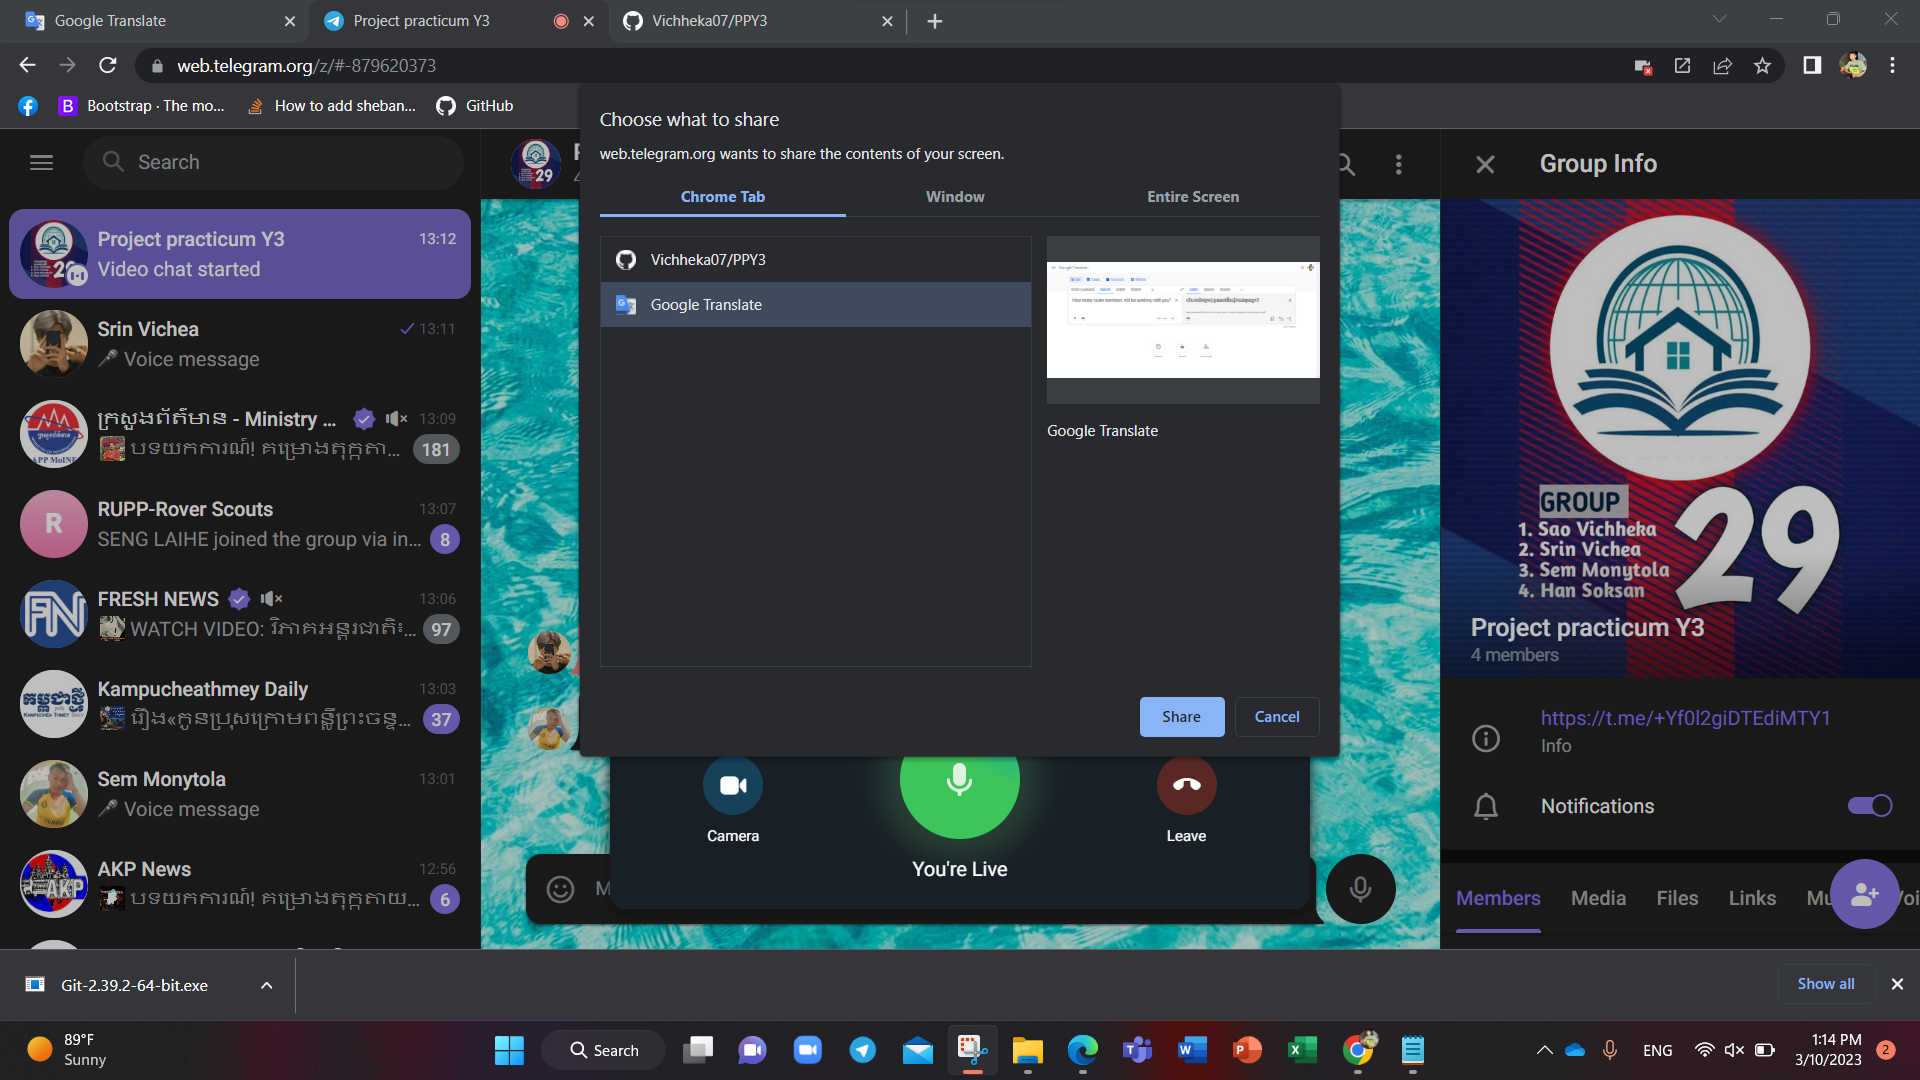 Google Translate
Project practicum Y3
Vichheka07/PPY3
web.telegram.org/z/#-879620373
B
Bootstrap · The mo...
How to add sheban...
GitHub
Search
Project practicum Y3
13:12
Video chat started
Srin Vichea
13:11
Voice message
ក្រសួងព័ត៌មាន - Ministry ...
13:09
បទយកការណ៍! គម្រោងតុក្កតា...
181
R
RUPP-Rover Scouts
13:07
SENG LAIHE joined the group via in...
8
FN
FRESH NEWS
13:06
WATCH VIDEO: វិភាគអន្តរជាតិ៖...
97
Kampucheathmey Daily
13:03
រឿង«កូនប្រុសក្រោមពន្លឺព្រះចន្ទ...
37
Sem Monytola
13:01
Voice message
AKP
AKP News
12:56
បទយកការណ៍! គម្រោងតុក្កតាយ...
6
29
Choose what to share
web.telegram.org wants to share the contents of your screen.
Chrome Tab
Window
Entire Screen
Vichheka07/PPY3
Google Translate
Google Translate
Share
Cancel
Camera
You're Live
Leave
M
Group Info
GROUP
29
1. Sao Vichheka
2. Srin Vichea
3. Sem Monytola
4. Han Soksan
Project practicum Y3
4 members
https://t.me/+Yf0l2giDTEdiMTY1
Info
Notifications
Members
Media
Files
Links
Mu
oi
Git-2.39.2-64-bit.exe
Show all
89°F
Sunny
Search
ENG
1:14 PM
3/10/2023
2